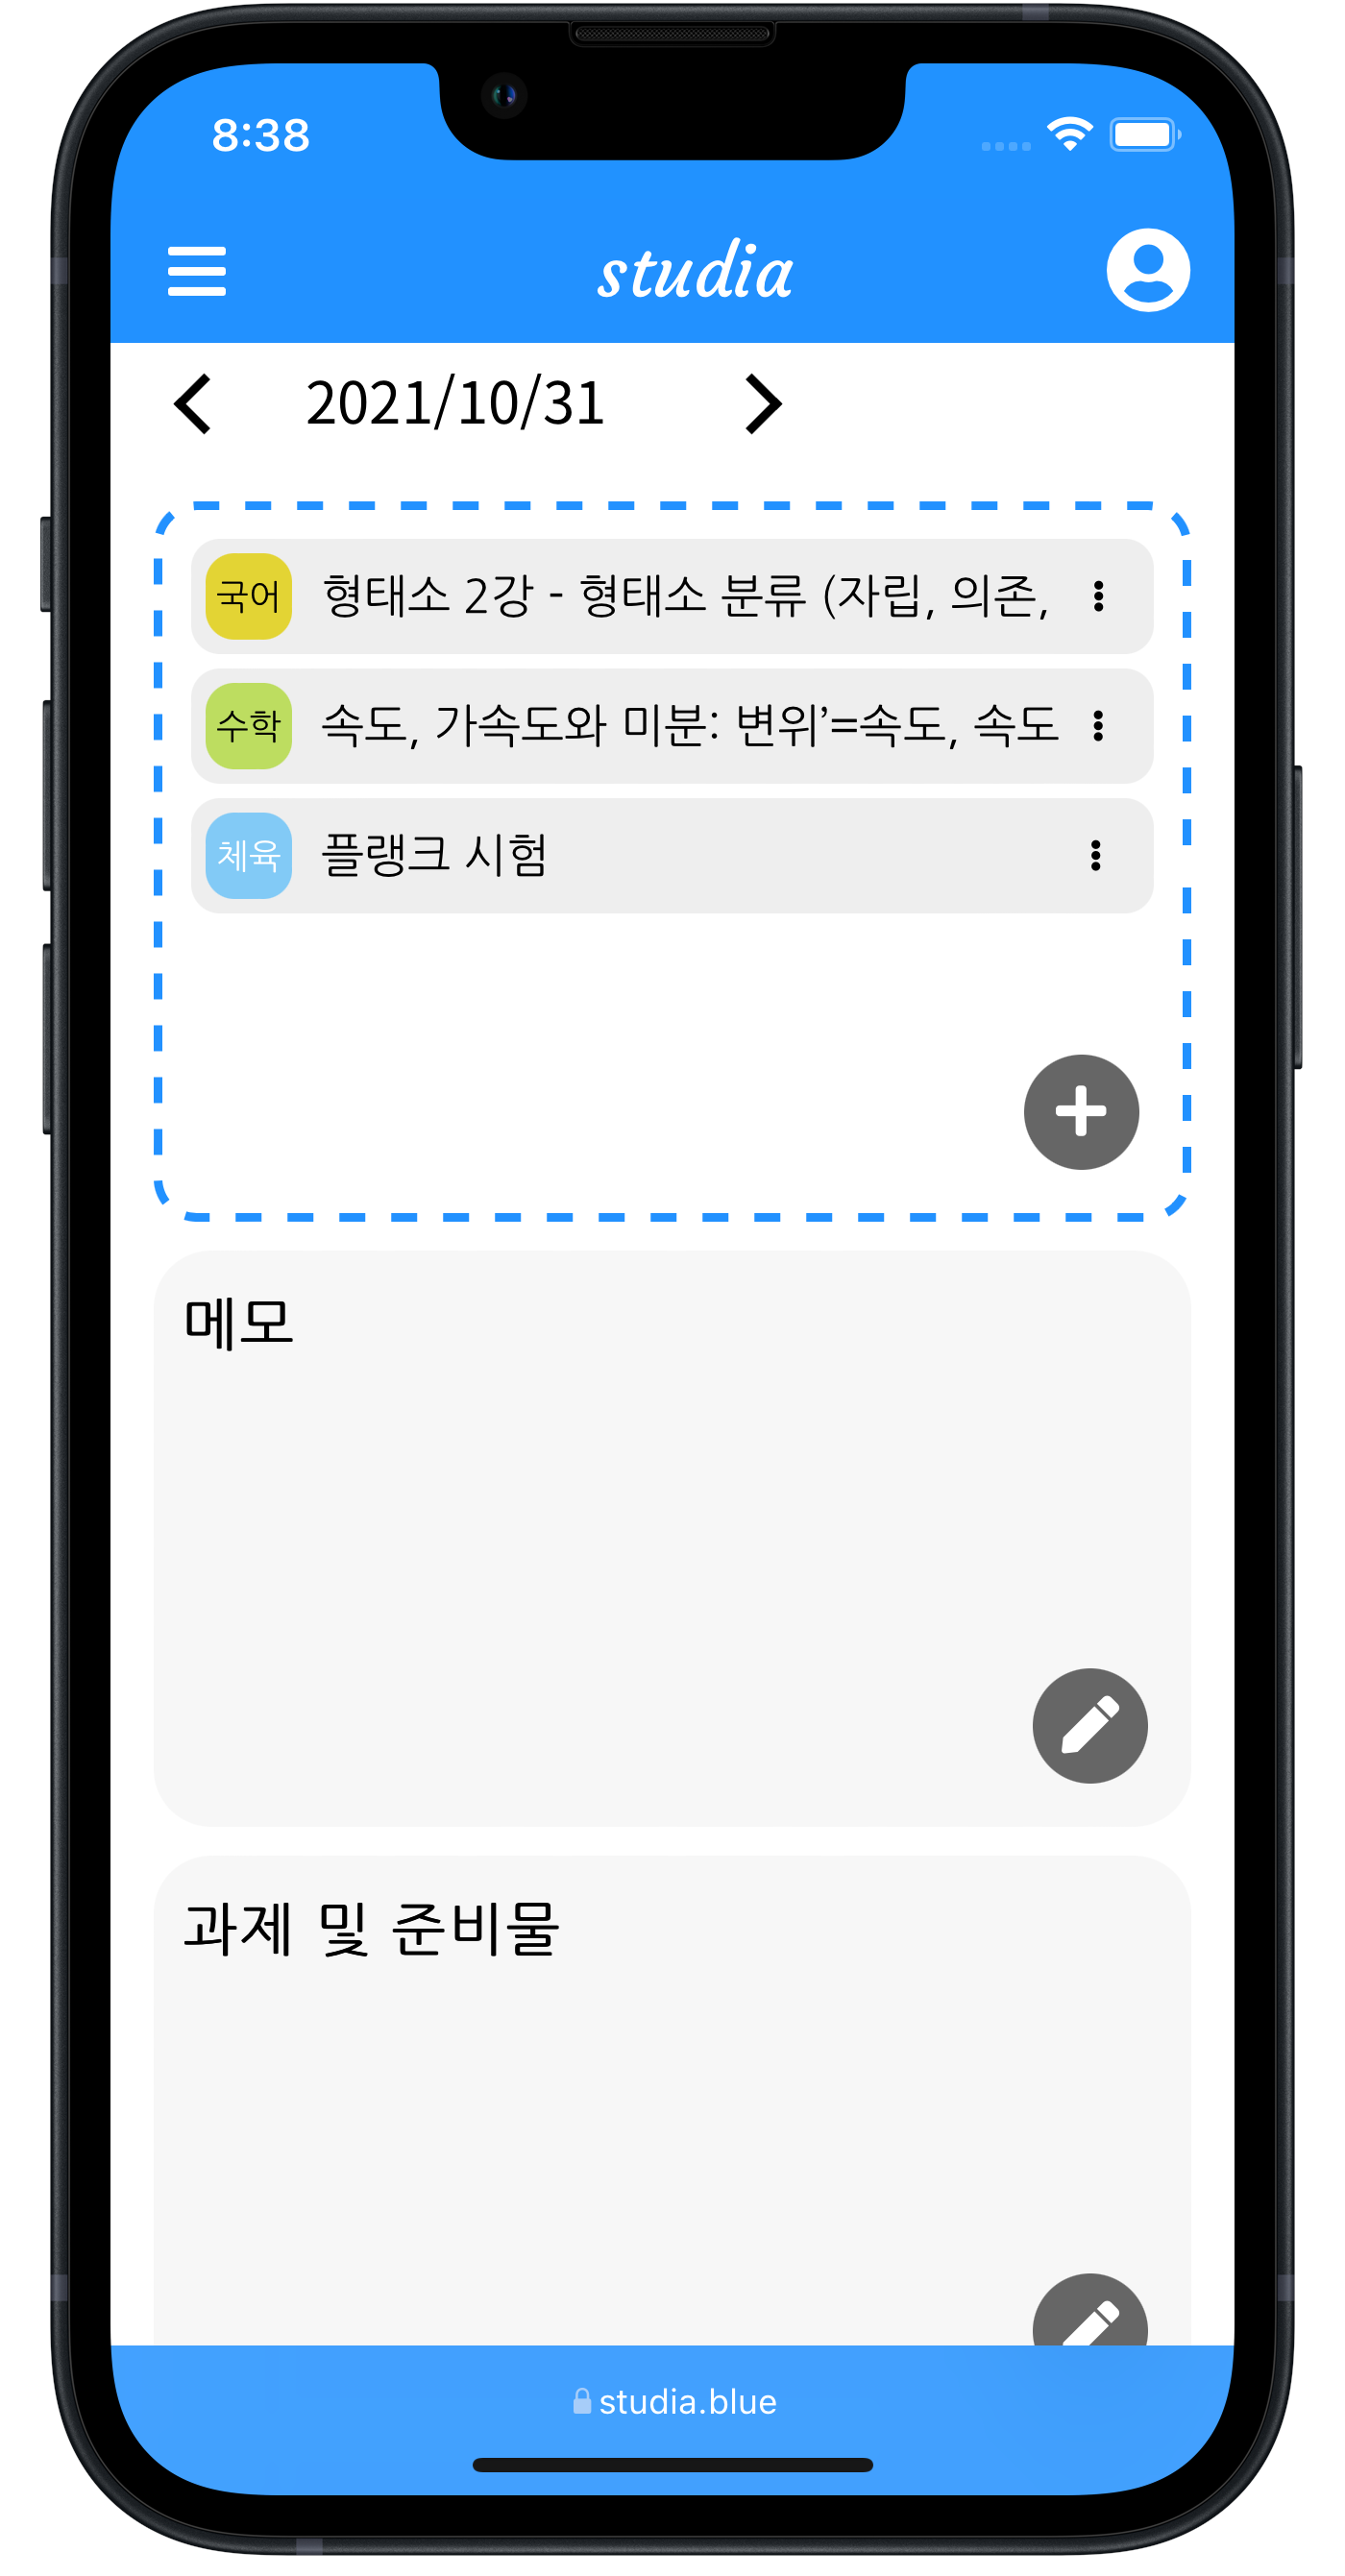 8:38
studia
2021/10/31
국어 형태소 2강 - 형태소 분류 (자립, 의존,
수학 속도, 가속도와 미분: 변위’=속도, 속도
체육 플랭크 시험
메모
과제 및 준비물
studia.blue